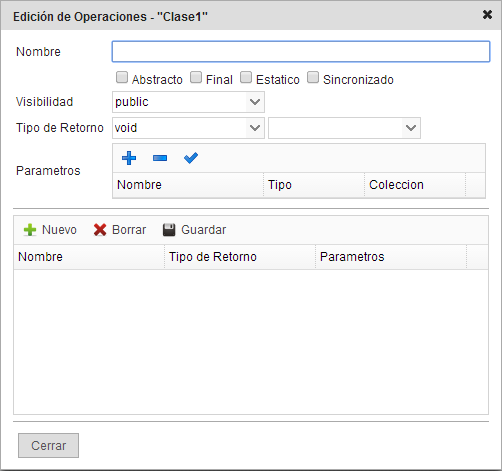 Edición de Operaciones - "Clase1"
Nombre
Abstracto Final Estatico Sincronizado
Visibilidad public
Tipo de Retorno void
Parametros
Nombre Tipo Coleccion
Nuevo Borrar Guardar
Nombre Tipo de Retorno Parametros
Cerrar